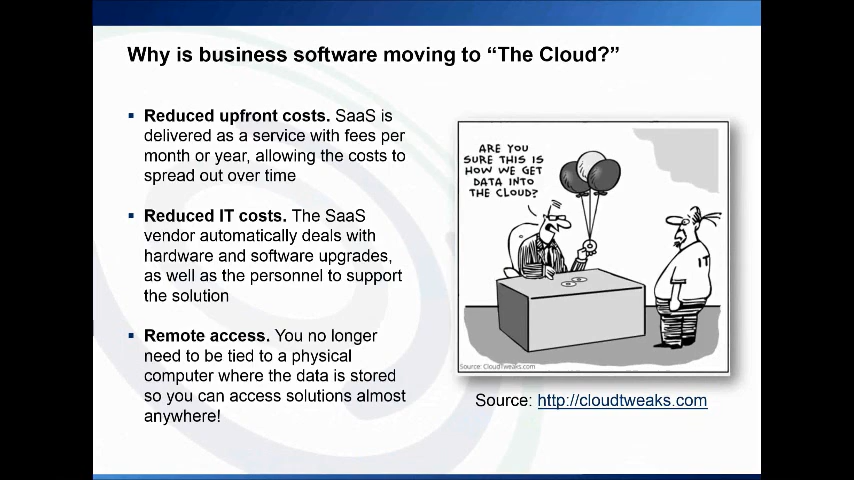 Why is business software moving to “The Cloud?”
▪ Reduced upfront costs. SaaS is
delivered as a service with fees per
month or year, allowing the costs to
spread out over time
▪ Reduced IT costs. The SaaS
vendor automatically deals with
hardware and software upgrades,
as well as the personnel to support
the solution
▪ Remote access. You no longer
need to be tied to a physical
computer where the data is stored
so you can access solutions almost
anywhere!
ARE YOU
SURE THIS IS
HOW WE GET
DATA INTO
THE CLOUD?
IT
Source: CloudTweaks.com
Source: http://cloudtweaks.com